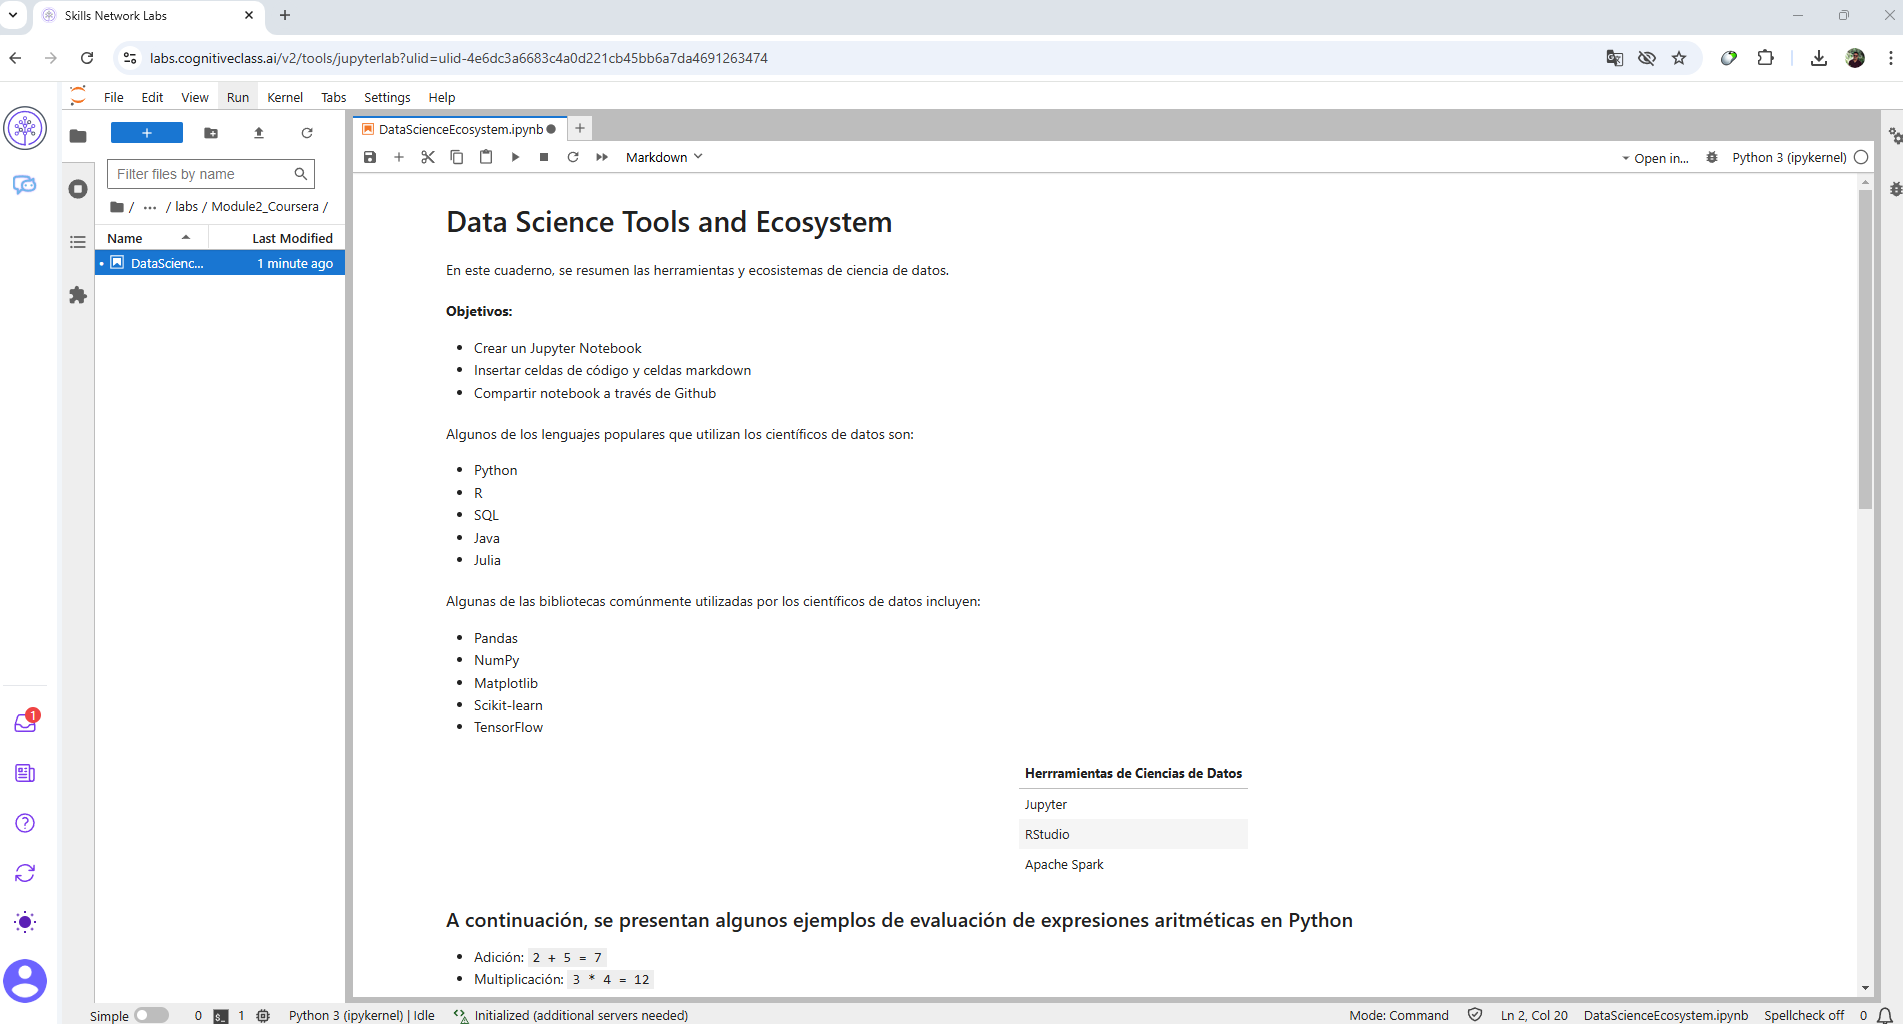 Skills Network Labs
labs.cognitiveclass.ai/v2/tools/jupyterlab?ulid=ulid-4e6dc3a6683c4a0d221cb45bb6a7da4691263474
File Edit View Run Kernel Tabs Settings Help
DataScienceEcosystem.ipynb
Markdown
Open in...
Python 3 (ipykernel)
Filter files by name
/ ... / labs / Module2_Coursera /
Name Last Modified
DataScienc... 1 minute ago
Data Science Tools and Ecosystem
En este cuaderno, se resumen las herramientas y ecosistemas de ciencia de datos.
Objetivos:
Crear un Jupyter Notebook
Insertar celdas de código y celdas markdown
Compartir notebook a través de Github
Algunos de los lenguajes populares que utilizan los científicos de datos son:
Python
R
SQL
Java
Julia
Algunas de las bibliotecas comúnmente utilizadas por los científicos de datos incluyen:
Pandas
NumPy
Matplotlib
Scikit-learn
TensorFlow
Herrramientas de Ciencias de Datos
Jupyter
RStudio
Apache Spark
A continuación, se presentan algunos ejemplos de evaluación de expresiones aritméticas en Python
Adición: 2 + 5 = 7
Multiplicación: 3 * 4 = 12
1
Simple 0 $_ 1 Python 3 (ipykernel) | Idle Initialized (additional servers needed) Mode: Command Ln 2, Col 20 DataScienceEcosystem.ipynb Spellcheck off 0